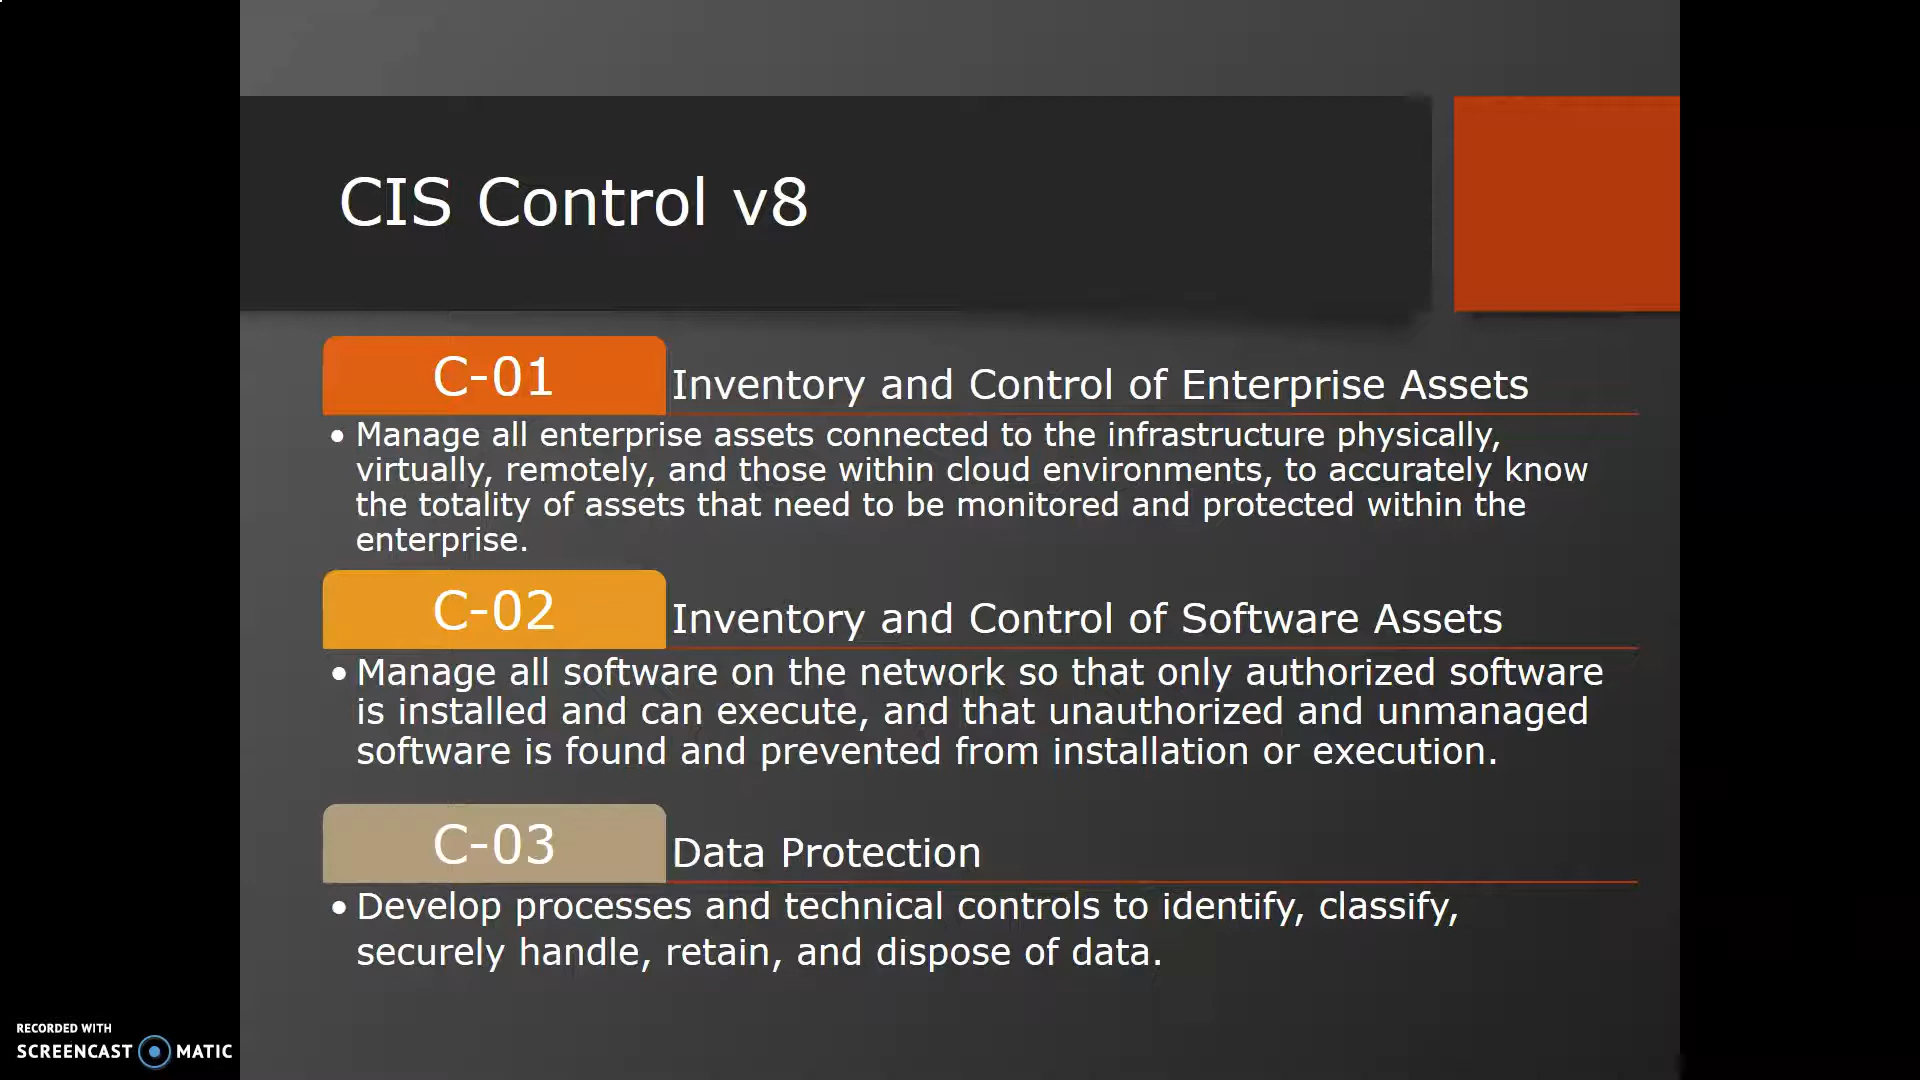 CIS Control v8
C-01
Inventory and Control of Enterprise Assets
• Manage all enterprise assets connected to the infrastructure physically,
virtually, remotely, and those within cloud environments, to accurately know
the totality of assets that need to be monitored and protected within the
enterprise.
C-02
Inventory and Control of Software Assets
• Manage all software on the network so that only authorized software
is installed and can execute, and that unauthorized and unmanaged
software is found and prevented from installation or execution.
C-03
Data Protection
• Develop processes and technical controls to identify, classify,
securely handle, retain, and dispose of data.
RECORDED WITH
SCREENCAST MATIC